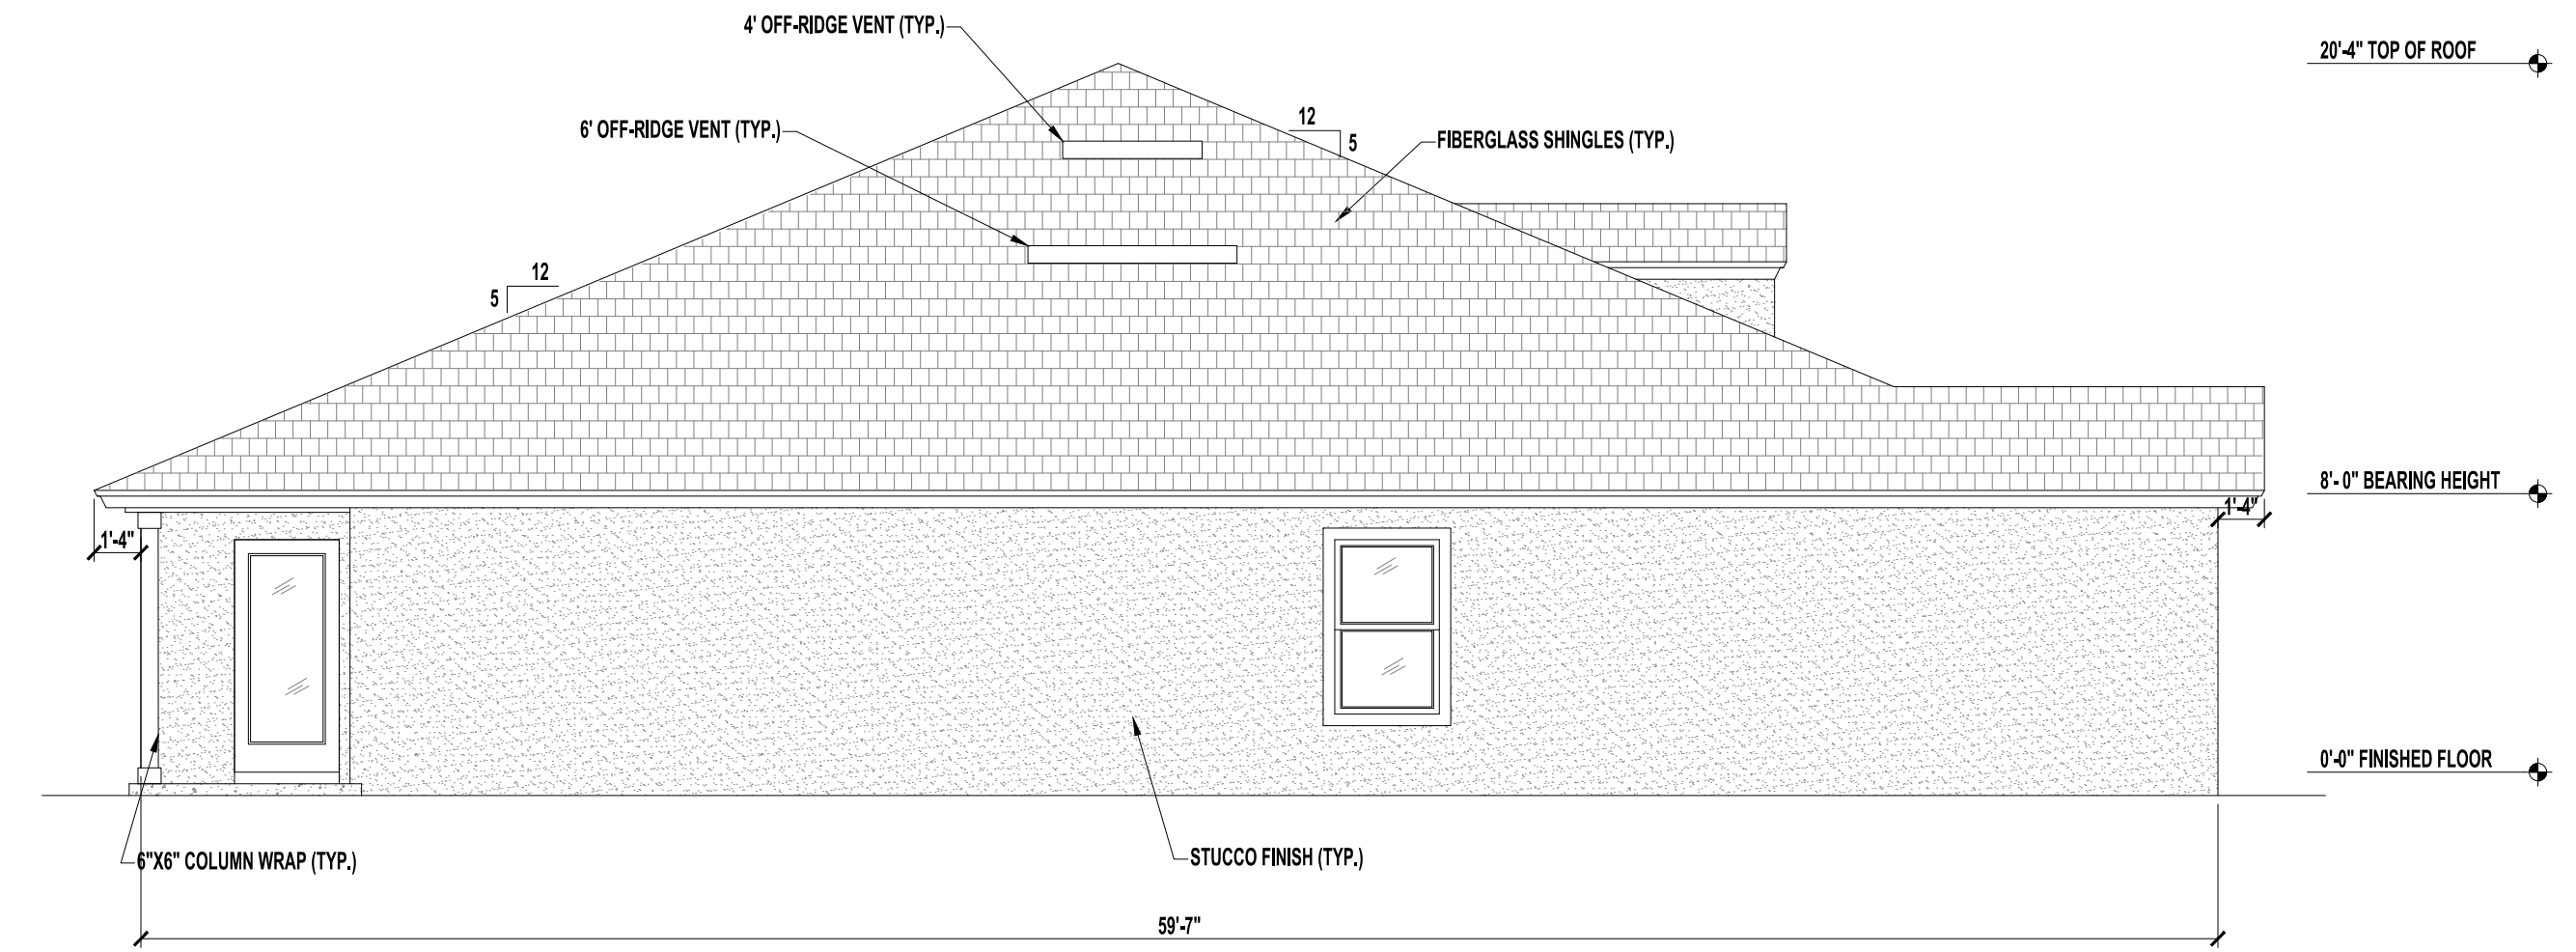 4' OFF-RIDGE VENT (TYP.)
20'-4" TOP OF ROOF
12
5
6' OFF-RIDGE VENT (TYP.)
FIBERGLASS SHINGLES (TYP.)
12
5
8'- 0" BEARING HEIGHT
1'-4"
1'-4"
0'-0" FINISHED FLOOR
6"X6" COLUMN WRAP (TYP.)
STUCCO FINISH (TYP.)
59'-7"